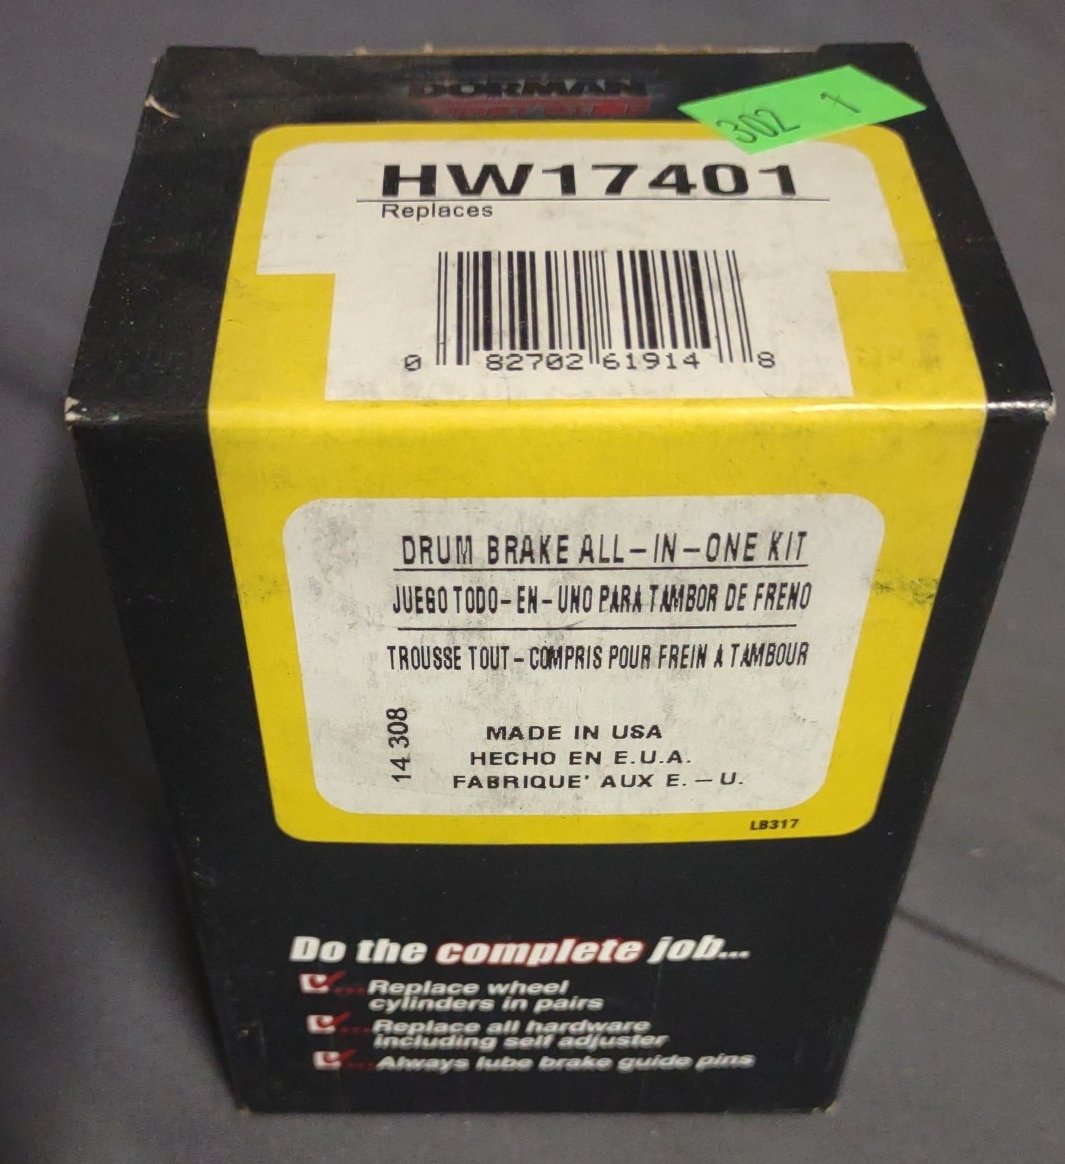 DORMAN
302 1
HW17401
Replaces
0 82702 61914 8
DRUM BRAKE ALL-IN-ONE KIT
JUEGO TODO-EN-UNO PARA TAMBOR DE FRENO
TROUSSE TOUT-COMPRIS POUR FREIN A TAMBOUR
14 308
MADE IN USA
HECHO EN E.U.A.
FABRIQUE' AUX E.-U.
LB317
Do the complete job...
...Replace wheel
cylinders in pairs
...Replace all hardware
including self adjuster
...Always lube brake guide pins